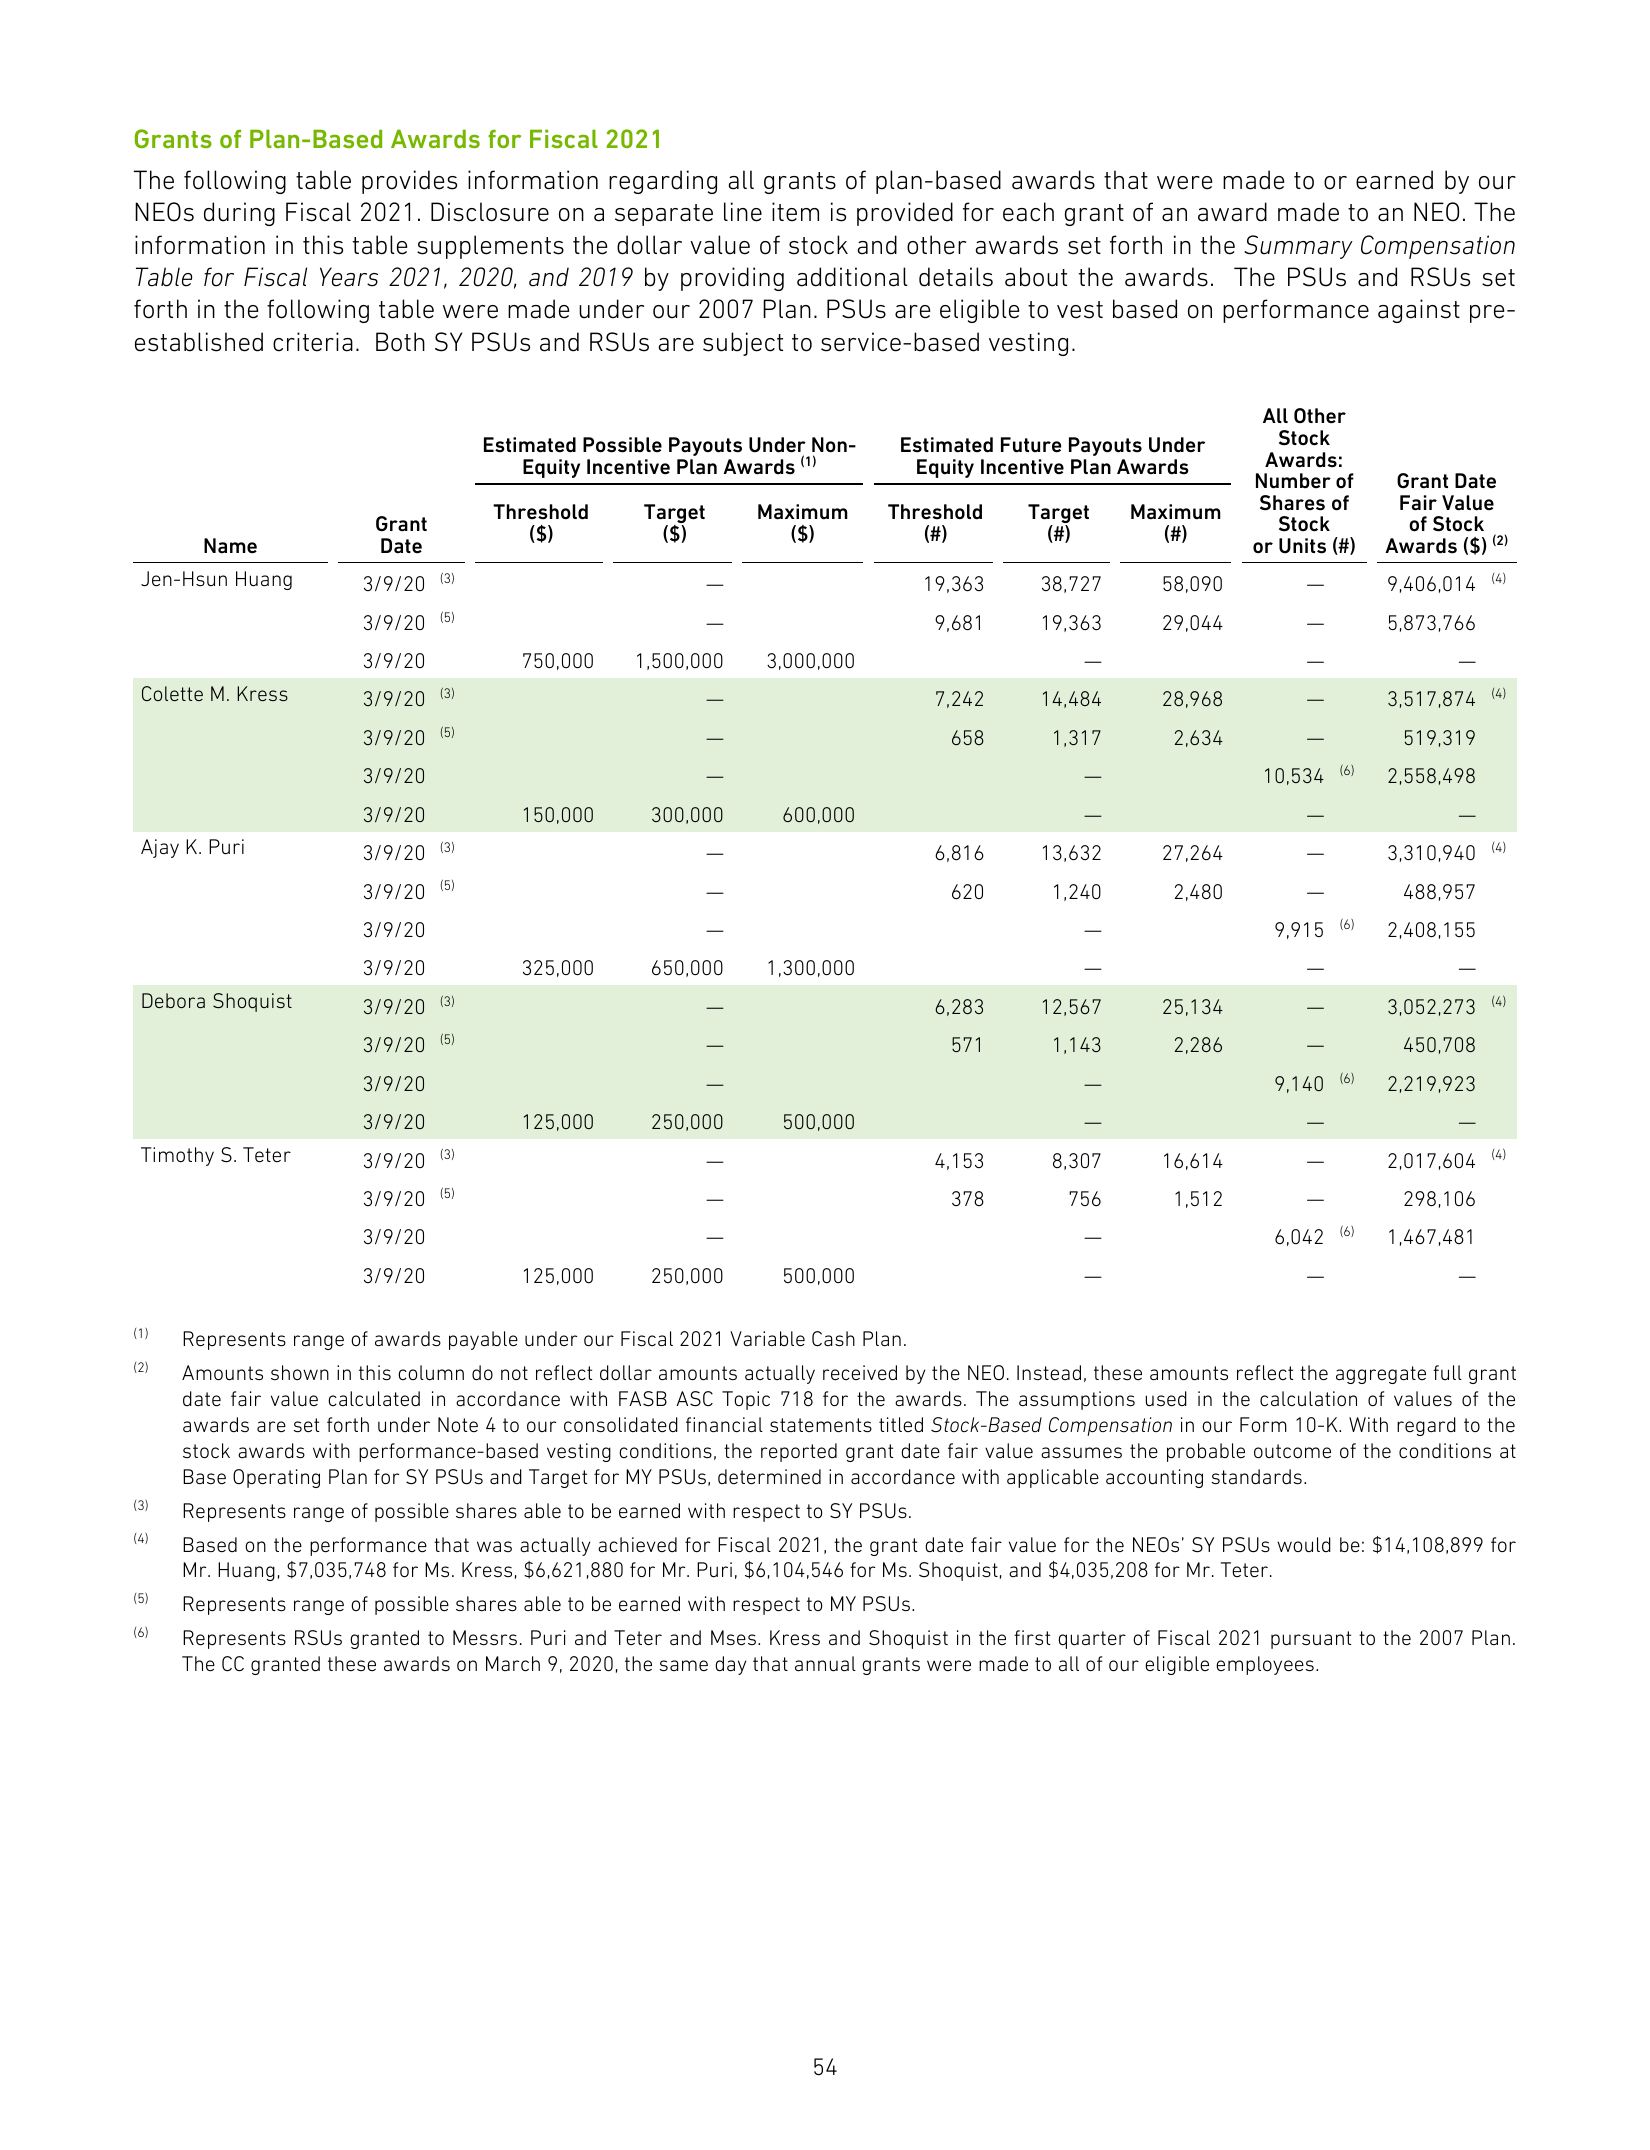 Grants of Plan-Based Awards for Fiscal 2021
The following table provides information regarding all grants of plan-based awards that were made to or earned by our
NEOs during Fiscal 2021. Disclosure on a separate line item is provided for each grant of an award made to an NEO. The
information in this table supplements the dollar value of stock and other awards set forth in the Summary Compensation
Table for Fiscal Years 2021, 2020, and 2019 by providing additional details about the awards. The PSUs and RSUs set
forth in the following table were made under our 2007 Plan. PSUs are eligible to vest based on performance against pre-
established criteria. Both SY PSUs and RSUs are subject to service-based vesting.
Name
Grant
Date
Estimated Possible Payouts Under Non-
Equity Incentive Plan Awards (1)
Threshold
($)
Target
($)
Maximum
($)
Estimated Future Payouts Under
Equity Incentive Plan Awards
Threshold
(#)
Target
(#)
Maximum
(#)
All Other
Stock
Awards:
Number of
Shares of
Stock
or Units (#)
Grant Date
Fair Value
of Stock
Awards ($) (2)
Jen-Hsun Huang 3/9/20 (3) — 19,363 38,727 58,090 — 9,406,014 (4)
3/9/20 (5) — 9,681 19,363 29,044 — 5,873,766
3/9/20 750,000 1,500,000 3,000,000 — — —
Colette M. Kress 3/9/20 (3) — 7,242 14,484 28,968 — 3,517,874 (4)
3/9/20 (5) — 658 1,317 2,634 — 519,319
3/9/20 — — 10,534 (6) 2,558,498
3/9/20 150,000 300,000 600,000 — — —
Ajay K. Puri 3/9/20 (3) — 6,816 13,632 27,264 — 3,310,940 (4)
3/9/20 (5) — 620 1,240 2,480 — 488,957
3/9/20 — — 9,915 (6) 2,408,155
3/9/20 325,000 650,000 1,300,000 — — —
Debora Shoquist 3/9/20 (3) — 6,283 12,567 25,134 — 3,052,273 (4)
3/9/20 (5) — 571 1,143 2,286 — 450,708
3/9/20 — — 9,140 (6) 2,219,923
3/9/20 125,000 250,000 500,000 — — —
Timothy S. Teter 3/9/20 (3) — 4,153 8,307 16,614 — 2,017,604 (4)
3/9/20 (5) — 378 756 1,512 — 298,106
3/9/20 — — 6,042 (6) 1,467,481
3/9/20 125,000 250,000 500,000 — — —
(1) Represents range of awards payable under our Fiscal 2021 Variable Cash Plan.
(2) Amounts shown in this column do not reflect dollar amounts actually received by the NEO. Instead, these amounts reflect the aggregate full grant
date fair value calculated in accordance with FASB ASC Topic 718 for the awards. The assumptions used in the calculation of values of the
awards are set forth under Note 4 to our consolidated financial statements titled Stock-Based Compensation in our Form 10-K. With regard to the
stock awards with performance-based vesting conditions, the reported grant date fair value assumes the probable outcome of the conditions at
Base Operating Plan for SY PSUs and Target for MY PSUs, determined in accordance with applicable accounting standards.
(3) Represents range of possible shares able to be earned with respect to SY PSUs.
(4) Based on the performance that was actually achieved for Fiscal 2021, the grant date fair value for the NEOs' SY PSUs would be: $14,108,899 for
Mr. Huang, $7,035,748 for Ms. Kress, $6,621,880 for Mr. Puri, $6,104,546 for Ms. Shoquist, and $4,035,208 for Mr. Teter.
(5) Represents range of possible shares able to be earned with respect to MY PSUs.
(6) Represents RSUs granted to Messrs. Puri and Teter and Mses. Kress and Shoquist in the first quarter of Fiscal 2021 pursuant to the 2007 Plan.
The CC granted these awards on March 9, 2020, the same day that annual grants were made to all of our eligible employees.
54